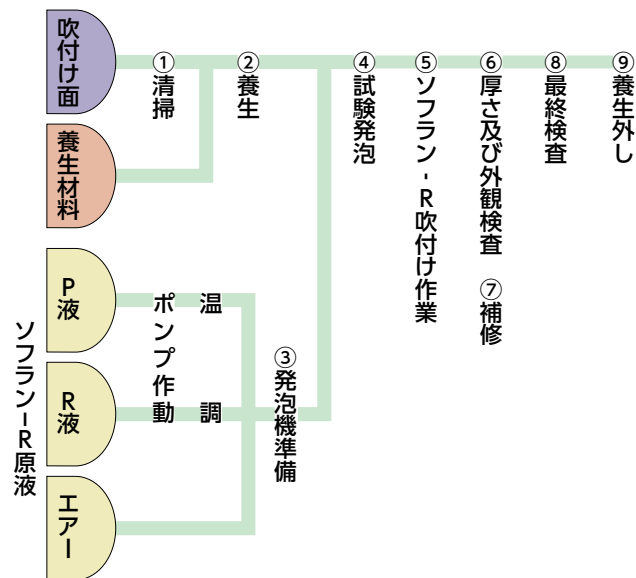 吹付け面
①清掃
②養生
④試験発泡
⑤ソフラン-R吹付け作業
⑥厚さ及び外観検査 ⑦補修
⑧最終検査
⑨養生外し
養生材料
ソフラン-R原液
P液
R液
エアー
ポンプ作動
温調
③発泡機準備